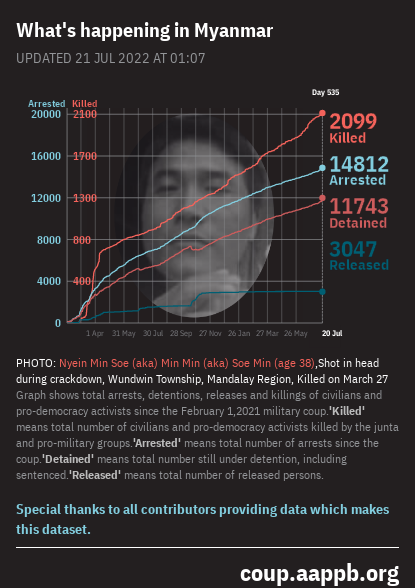 What's happening in Myanmar
UPDATED 21 JUL 2022 AT 01:07
Day 535
Arrested Killed
20000 2100
2099
Killed
16000 1700
14812
Arrested
12000 1300
11743
Detained
8000 800
3047
Released
4000 400
0
1 Apr 31 May 30 Jul 28 Sep 27 Nov 26 Jan 27 Mar 26 May 20 Jul
PHOTO: Nyein Min Soe (aka) Min Min (aka) Soe Min (age 38),Shot in head
during crackdown, Wundwin Township, Mandalay Region, Killed on March 27
Graph shows total arrests, detentions, releases and killings of civilians and
pro-democracy activists since the February 1,2021 military coup.'Killed'
means total number of civilians and pro-democracy activists killed by the junta
and pro-military groups.'Arrested' means total number of arrests since the
coup.'Detained' means total number still under detention, including
sentenced.'Released' means total number of released persons.
Special thanks to all contributors providing data which makes
this dataset.
coup.aappb.org